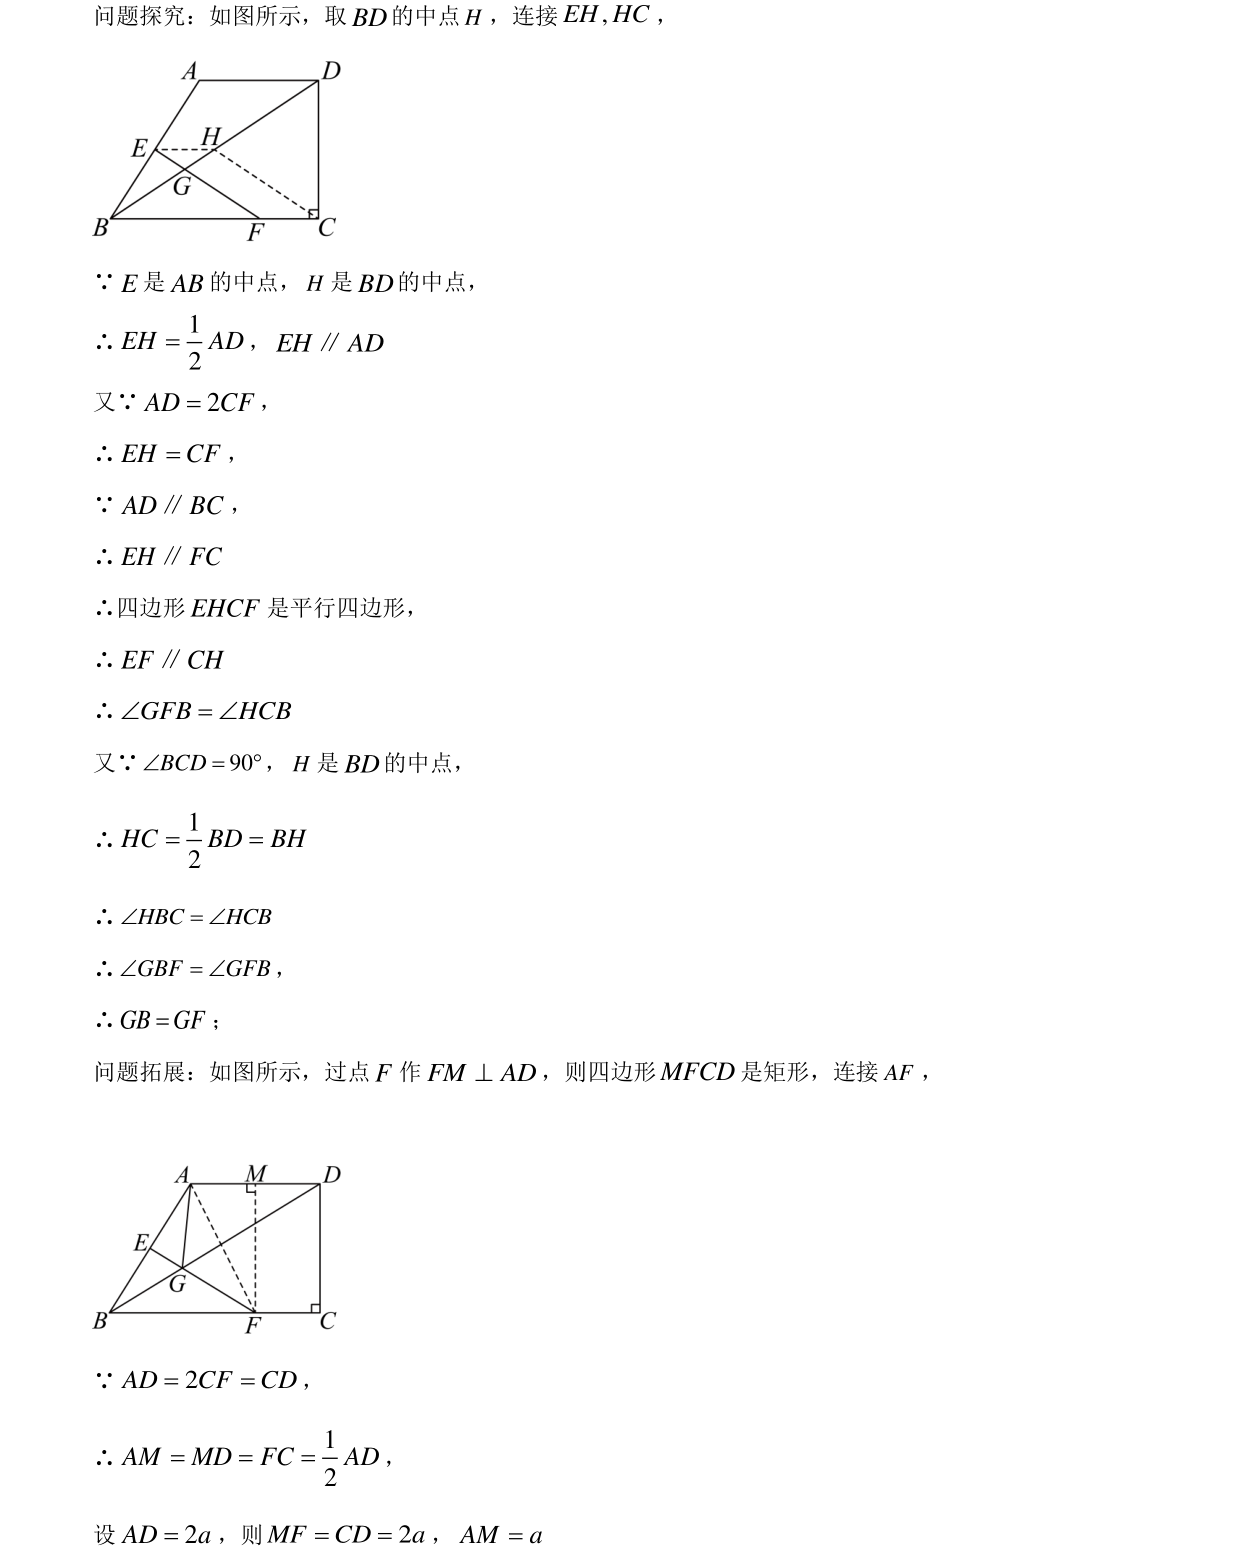 问题探究：如图所示，取BD的中点H，连接EH,HC，
A D
E H
G
B F C
∵E是AB的中点，H是BD的中点，
∴EH=1/2 AD，EH∥AD
又∵AD=2CF，
∴EH=CF，
∵AD∥BC，
∴EH∥FC
∴四边形EHCF是平行四边形，
∴EF∥CH
∴∠GFB=∠HCB
又∵∠BCD=90°，H是BD的中点，
∴HC=1/2 BD=BH
∴∠HBC=∠HCB
∴∠GBF=∠GFB，
∴GB=GF；
问题拓展：如图所示，过点F作FM⊥AD，则四边形MFCD是矩形，连接AF，
A M D
E
G
B F C
∵AD=2CF=CD，
∴AM=MD=FC=1/2 AD，
设AD=2a，则MF=CD=2a，AM=a